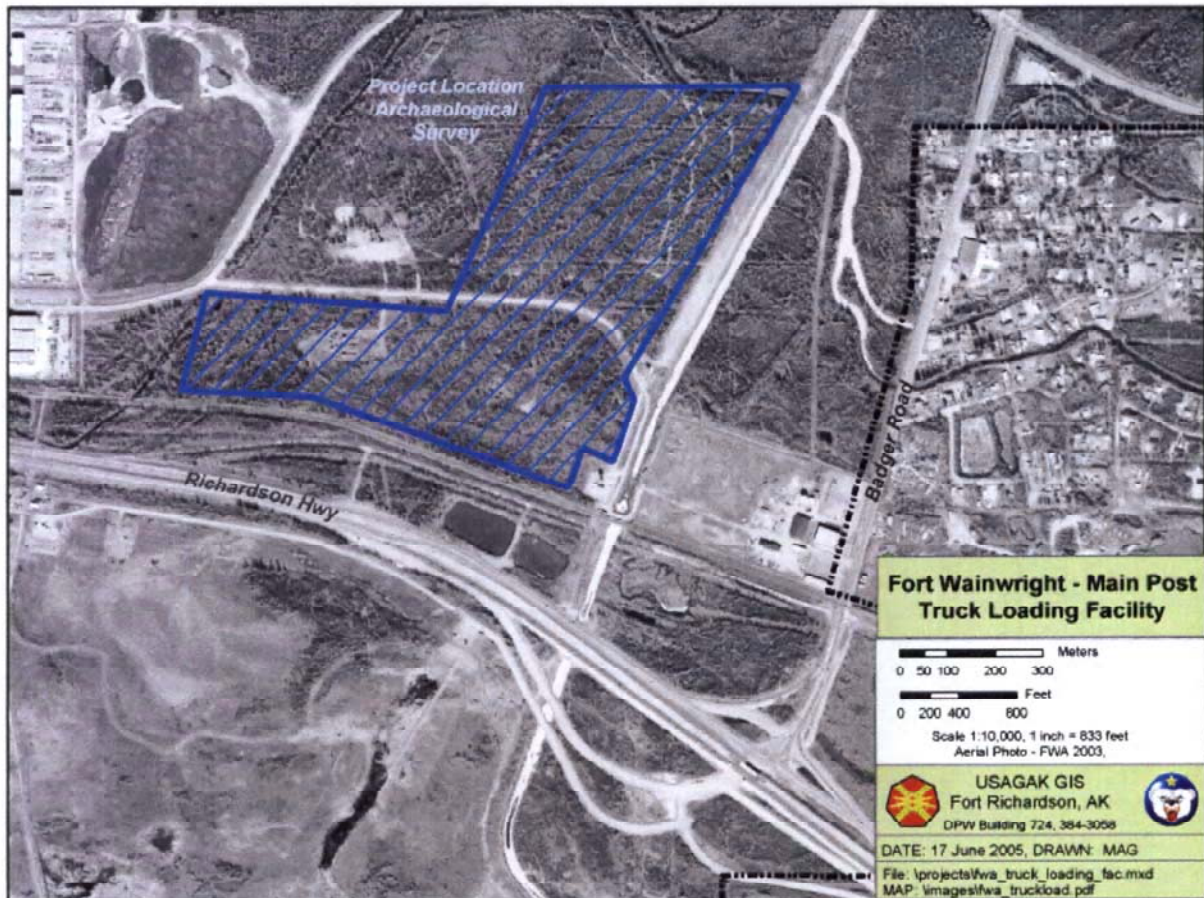 Project Location
Archaeological
Survey
Richardson Hwy
Badger Road
Fort Wainwright - Main Post
Truck Loading Facility
Meters
0 50 100 200 300
Feet
0 200 400 800
Scale 1:10,000, 1 inch = 833 feet
Aerial Photo - FWA 2003,
USAGAK GIS
Fort Richardson, AK
DPW Building 724, 384-3058
DATE: 17 June 2005, DRAWN: MAG
File: \projects\fwa_truck_loading_fac.mxd
MAP: \images\fwa_truckload.pdf